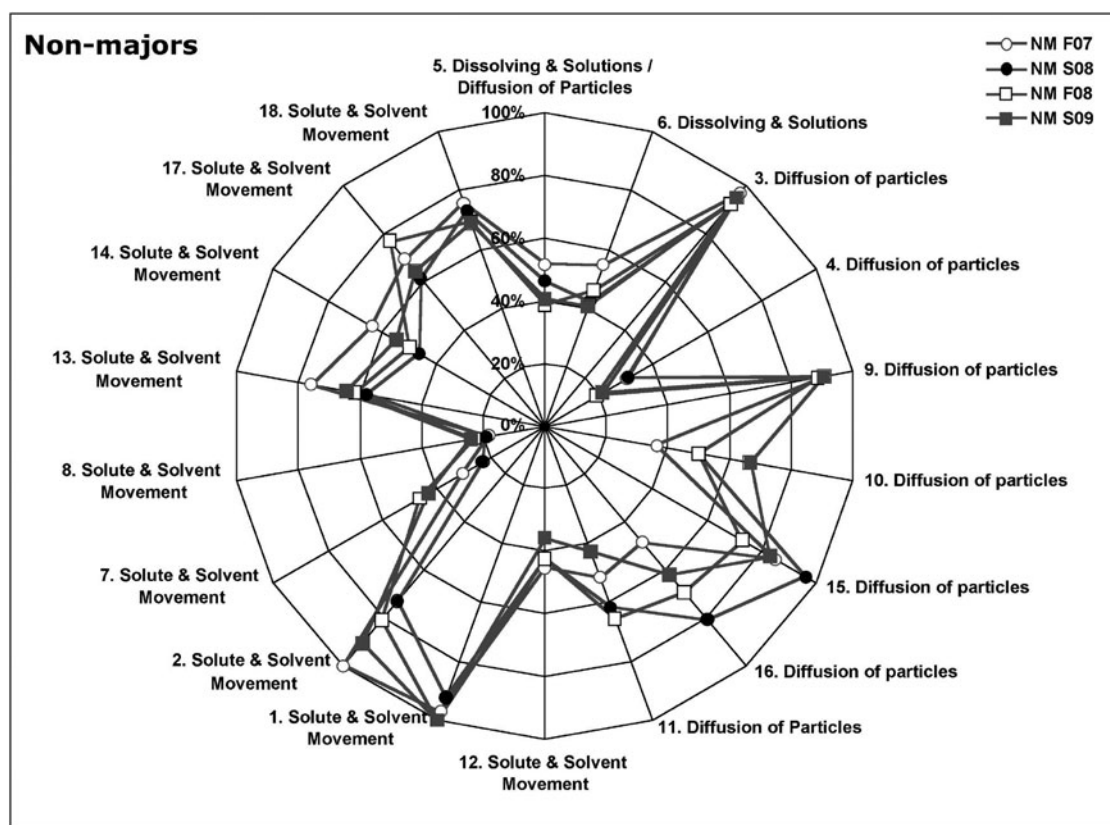 Non-majors
NM F07
NM S08
NM F08
NM S09
5. Dissolving & Solutions /
Diffusion of Particles
6. Dissolving & Solutions
3. Diffusion of particles
4. Diffusion of particles
9. Diffusion of particles
10. Diffusion of particles
15. Diffusion of particles
16. Diffusion of particles
11. Diffusion of Particles
12. Solute & Solvent
Movement
1. Solute & Solvent
Movement
2. Solute & Solvent
Movement
7. Solute & Solvent
Movement
8. Solute & Solvent
Movement
13. Solute & Solvent
Movement
14. Solute & Solvent
Movement
17. Solute & Solvent
Movement
18. Solute & Solvent
Movement
100%
80%
60%
40%
20%
0%